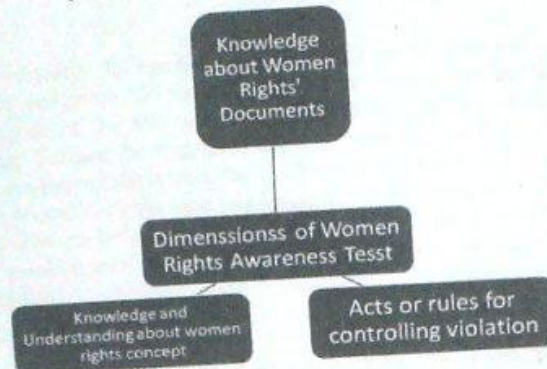 Knowledge
about Women
Rights'
Documents
Dimenssionss of Women
Rights Awareness Tesst
Knowledge and
Understanding about women
rights concept
Acts or rules for
controlling violation